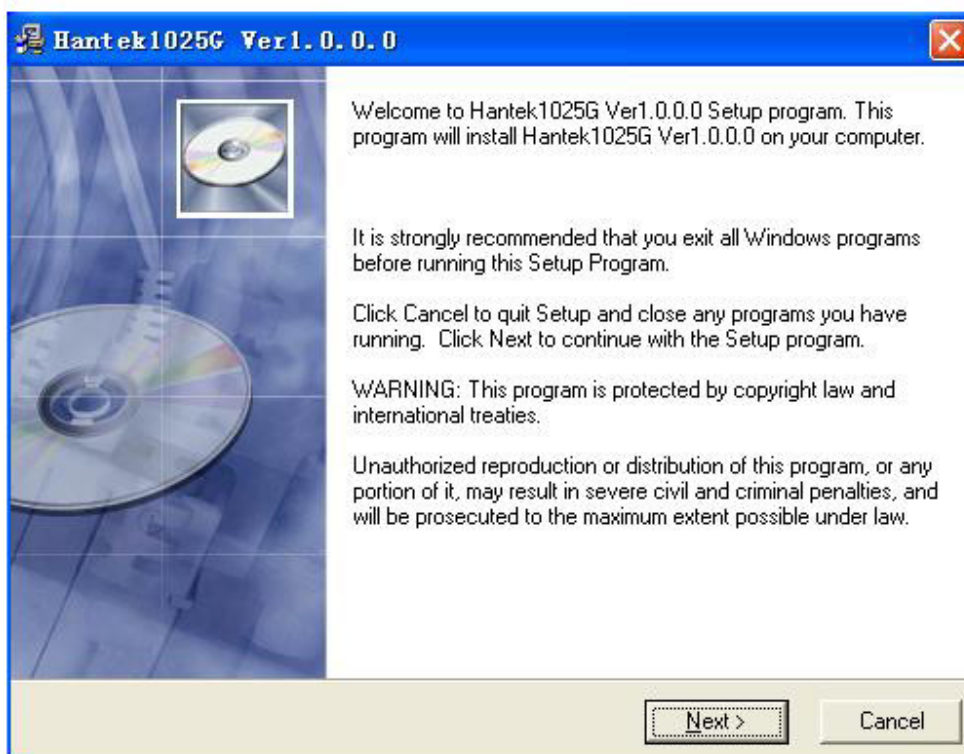 Hantek1025G Ver1.0.0.0
Welcome to Hantek1025G Ver1.0.0.0 Setup program. This
program will install Hantek1025G Ver1.0.0.0 on your computer.
It is strongly recommended that you exit all Windows programs
before running this Setup Program.
Click Cancel to quit Setup and close any programs you have
running. Click Next to continue with the Setup program.
WARNING: This program is protected by copyright law and
international treaties.
Unauthorized reproduction or distribution of this program, or any
portion of it, may result in severe civil and criminal penalties, and
will be prosecuted to the maximum extent possible under law.
Next >
Cancel